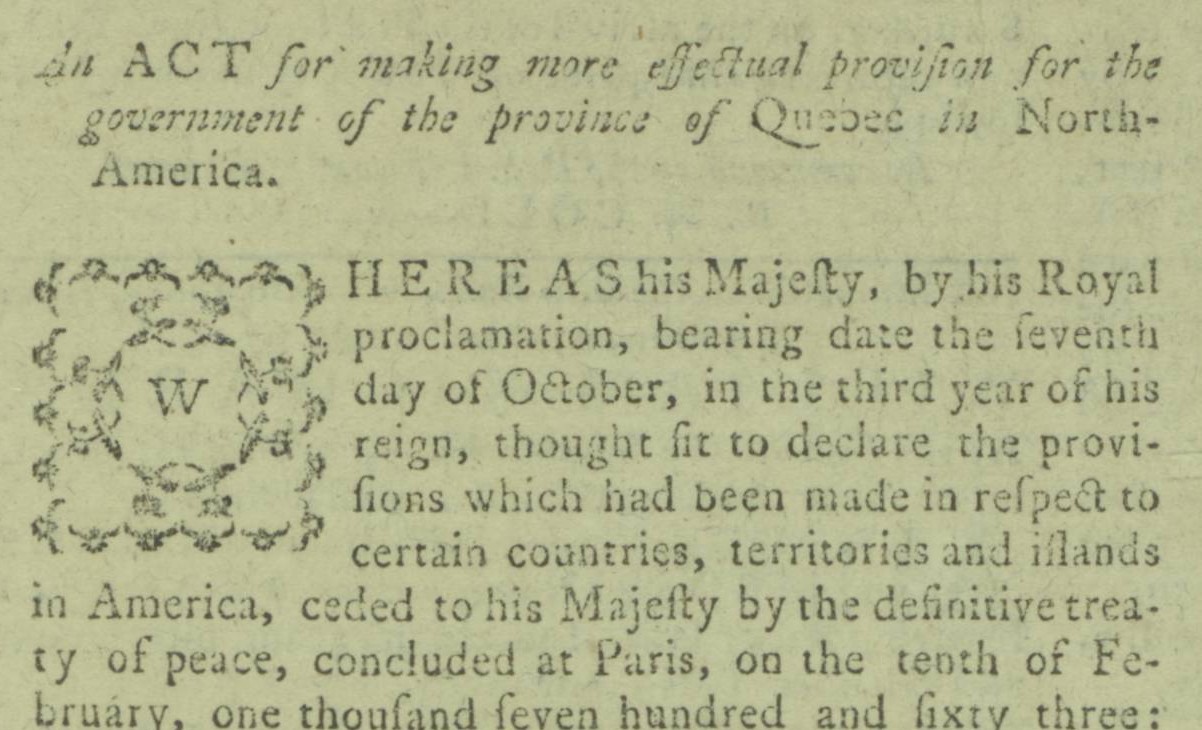 An ACT for making more effectual proviſion for the
government of the province of Quebec in North-
America.
WHEREAS his Majeſty, by his Royal
proclamation, bearing date the ſeventh
day of October, in the third year of his
reign, thought fit to declare the provi-
ſions which had been made in reſpect to
certain countries, territories and iſlands
in America, ceded to his Majeſty by the definitive trea-
ty of peace, concluded at Paris, on the tenth of Fe-
bruary, one thouſand ſeven hundred and ſixty three: